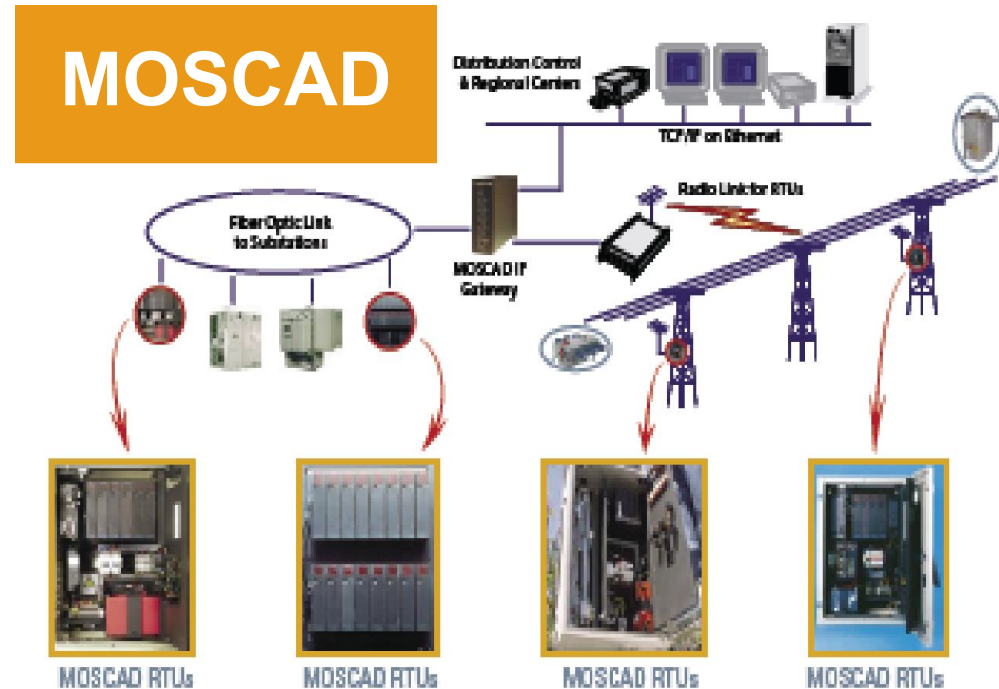 MOSCAD
Distribution Control
& Regional Centers
TCP/IP on Ethernet
Radio Link for RTUs
Fiber Optic Link
to Substations
MOSCAD IP
Gateway
MOSCAD RTUs
MOSCAD RTUs
MOSCAD RTUs
MOSCAD RTUs